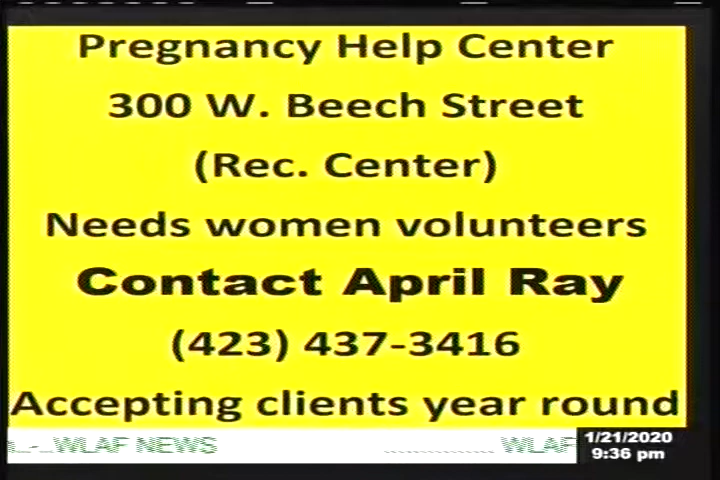 Pregnancy Help Center
300 W. Beech Street
(Rec. Center)
Needs women volunteers
Contact April Ray
(423) 437-3416
Accepting clients year round
WLAF NEWS .............. WLAF
1/21/2020
9:36 pm